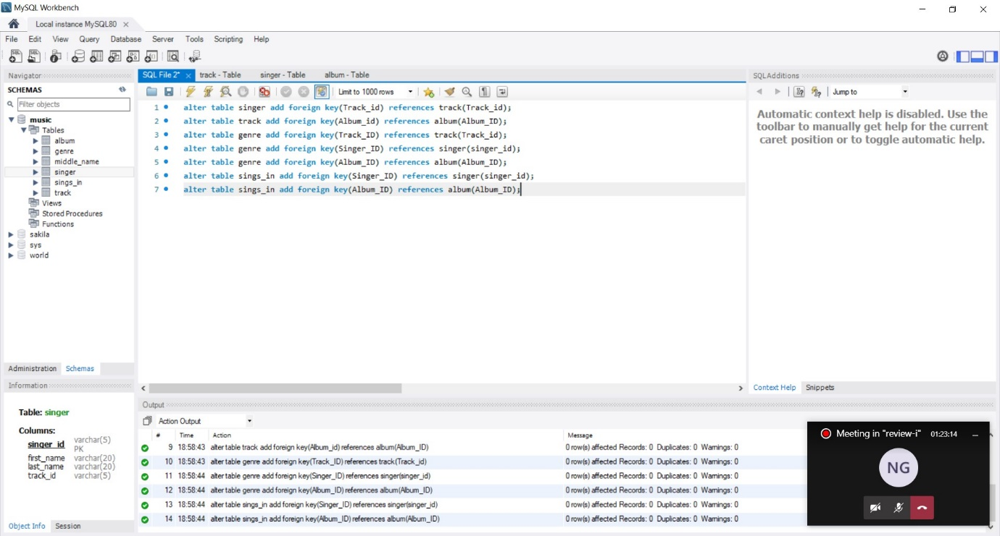 MySQL Workbench
Local instance MySQL80
File Edit View Query Database Server Tools Scripting Help
Navigator
SCHEMAS
Filter objects
music
Tables
album
genre
middle_name
singer
sings_in
track
Views
Stored Procedures
Functions
sakila
sys
world
Administration Schemas
Information
Table: singer
Columns:
singer_id varchar(5) PK
first_name varchar(20)
last_name varchar(20)
track_id varchar(5)
Object Info Session
SQL File 2* track - Table singer - Table album - Table
Limit to 1000 rows
1 alter table singer add foreign key(Track_id) references track(Track_id);
2 alter table track add foreign key(Album_id) references album(Album_ID);
3 alter table genre add foreign key(Track_ID) references track(Track_id);
4 alter table genre add foreign key(Singer_ID) references singer(singer_id);
5 alter table genre add foreign key(Album_ID) references album(Album_ID);
6 alter table sings_in add foreign key(Singer_ID) references singer(singer_id);
7 alter table sings_in add foreign key(Album_ID) references album(Album_ID);
Output
Action Output
# Time Action Message
9 18:58:43 alter table track add foreign key(Album_id) references album(Album_ID) 0 row(s) affected Records: 0 Duplicates: 0 Warnings: 0
10 18:58:43 alter table genre add foreign key(Track_ID) references track(Track_id) 0 row(s) affected Records: 0 Duplicates: 0 Warnings: 0
11 18:58:44 alter table genre add foreign key(Singer_ID) references singer(singer_id) 0 row(s) affected Records: 0 Duplicates: 0 Warnings: 0
12 18:58:44 alter table genre add foreign key(Album_ID) references album(Album_ID) 0 row(s) affected Records: 0 Duplicates: 0 Warnings: 0
13 18:58:44 alter table sings_in add foreign key(Singer_ID) references singer(singer_id) 0 row(s) affected Records: 0 Duplicates: 0 Warnings: 0
14 18:58:44 alter table sings_in add foreign key(Album_ID) references album(Album_ID) 0 row(s) affected Records: 0 Duplicates: 0 Warnings: 0
SQLAdditions
Jump to
Automatic context help is disabled. Use the
toolbar to manually get help for the current
caret position or to toggle automatic help.
Context Help Snippets
Meeting in "review-i" 01:23:14
NG